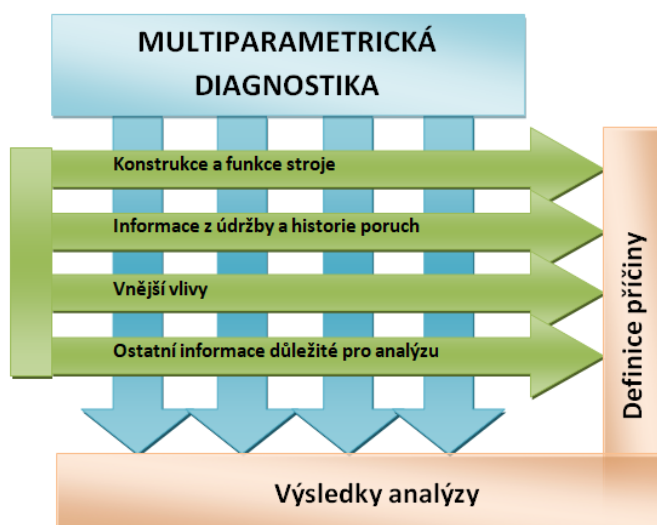 MULTIPARAMETRICKÁ
DIAGNOSTIKA
Konstrukce a funkce stroje
Informace z údržby a historie poruch
Vnější vlivy
Ostatní informace důležité pro analýzu
Definice příčiny
Výsledky analýzy